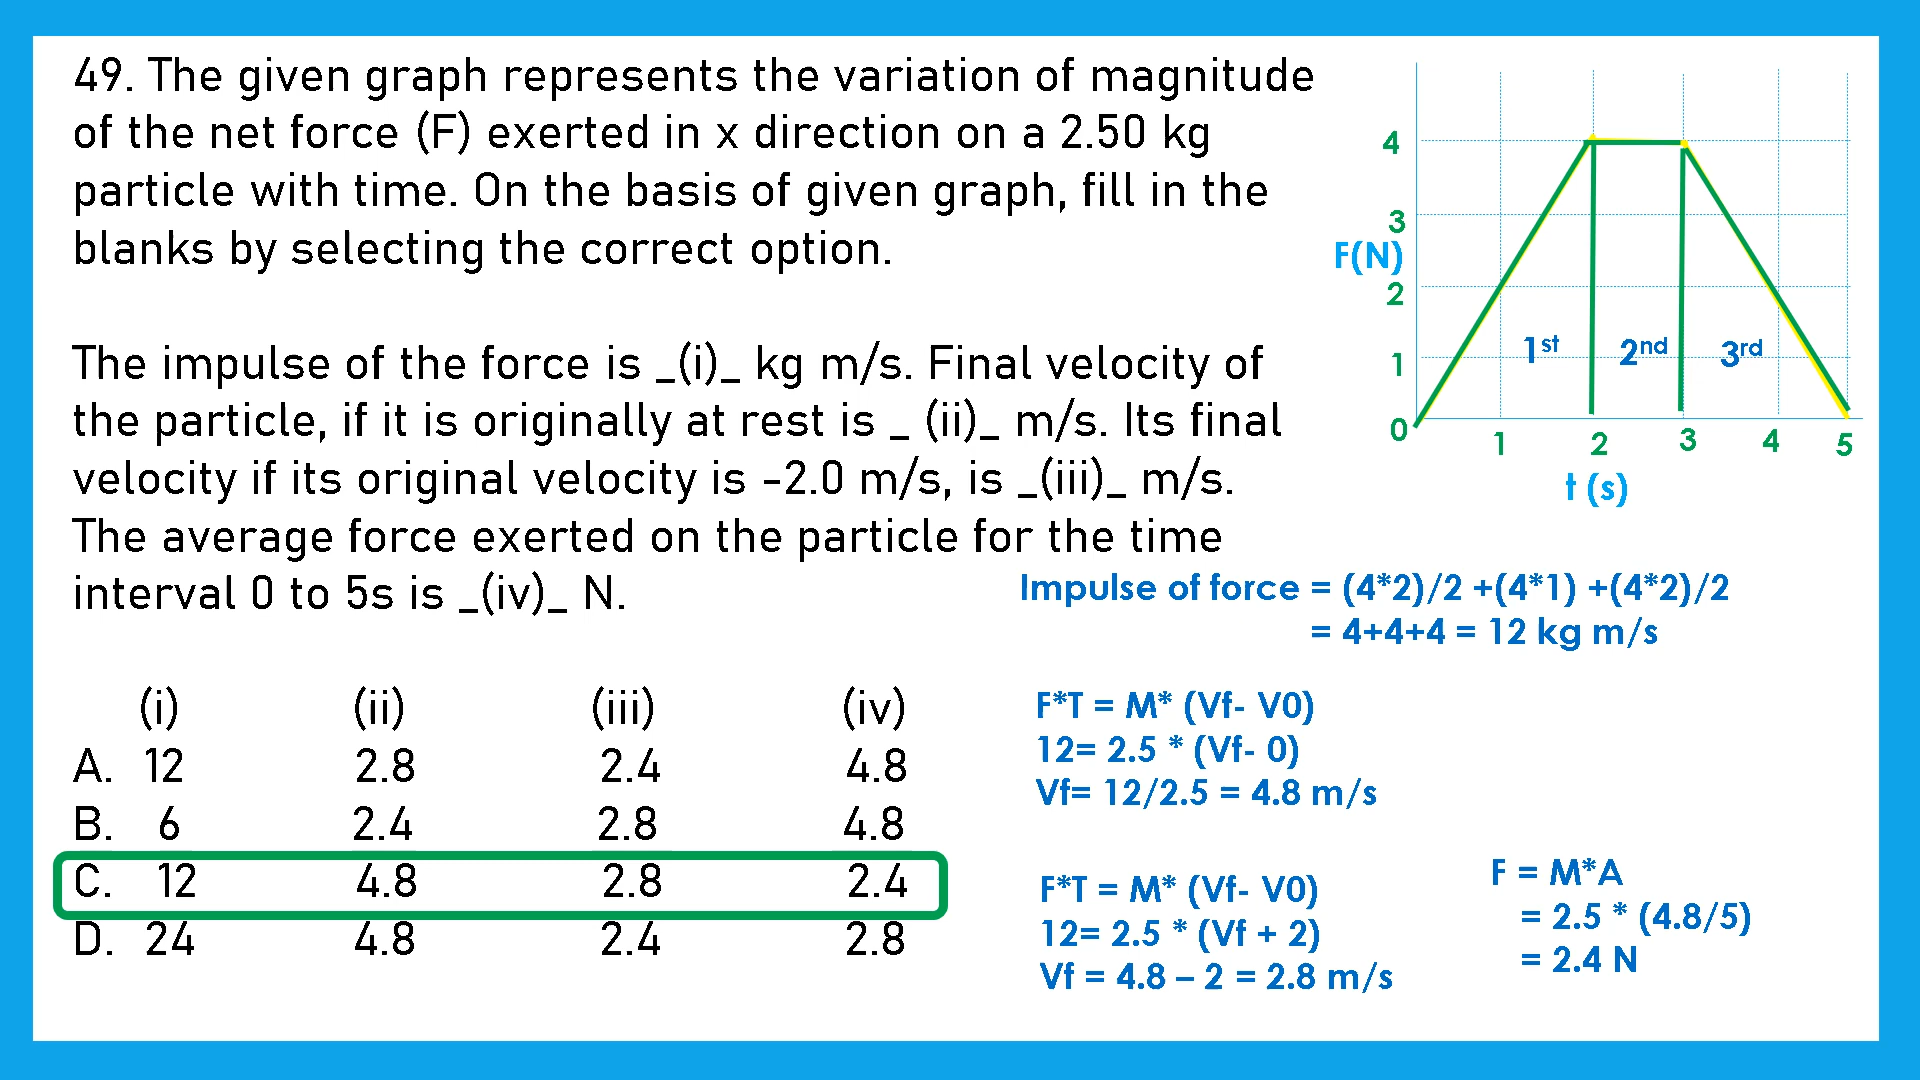 49. The given graph represents the variation of magnitude
of the net force (F) exerted in x direction on a 2.50 kg
particle with time. On the basis of given graph, fill in the
blanks by selecting the correct option.
The impulse of the force is _(i)_ kg m/s. Final velocity of
the particle, if it is originally at rest is _ (ii)_ m/s. Its final
velocity if its original velocity is -2.0 m/s, is _(iii)_ m/s.
The average force exerted on the particle for the time
interval 0 to 5s is _(iv)_ N.
(i) (ii) (iii) (iv)
A. 12 2.8 2.4 4.8
B. 6 2.4 2.8 4.8
C. 12 4.8 2.8 2.4
D. 24 4.8 2.4 2.8
4
3
F(N)
2
1
0
1st 2nd 3rd
1 2 3 4 5
t (s)
Impulse of force = (4*2)/2 +(4*1) +(4*2)/2
= 4+4+4 = 12 kg m/s
F*T = M* (Vf- V0)
12= 2.5 * (Vf- 0)
Vf= 12/2.5 = 4.8 m/s
F*T = M* (Vf- V0)
12= 2.5 * (Vf + 2)
Vf = 4.8 – 2 = 2.8 m/s
F = M*A
= 2.5 * (4.8/5)
= 2.4 N